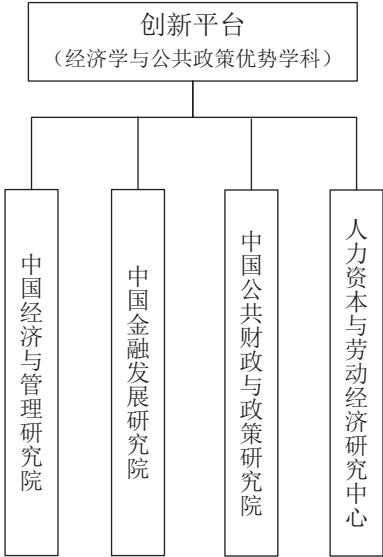 创新平台
（经济学与公共政策优势学科）
中国经济与管理研究院
中国金融发展研究院
中国公共财政与政策研究院
人力资本与劳动经济研究中心